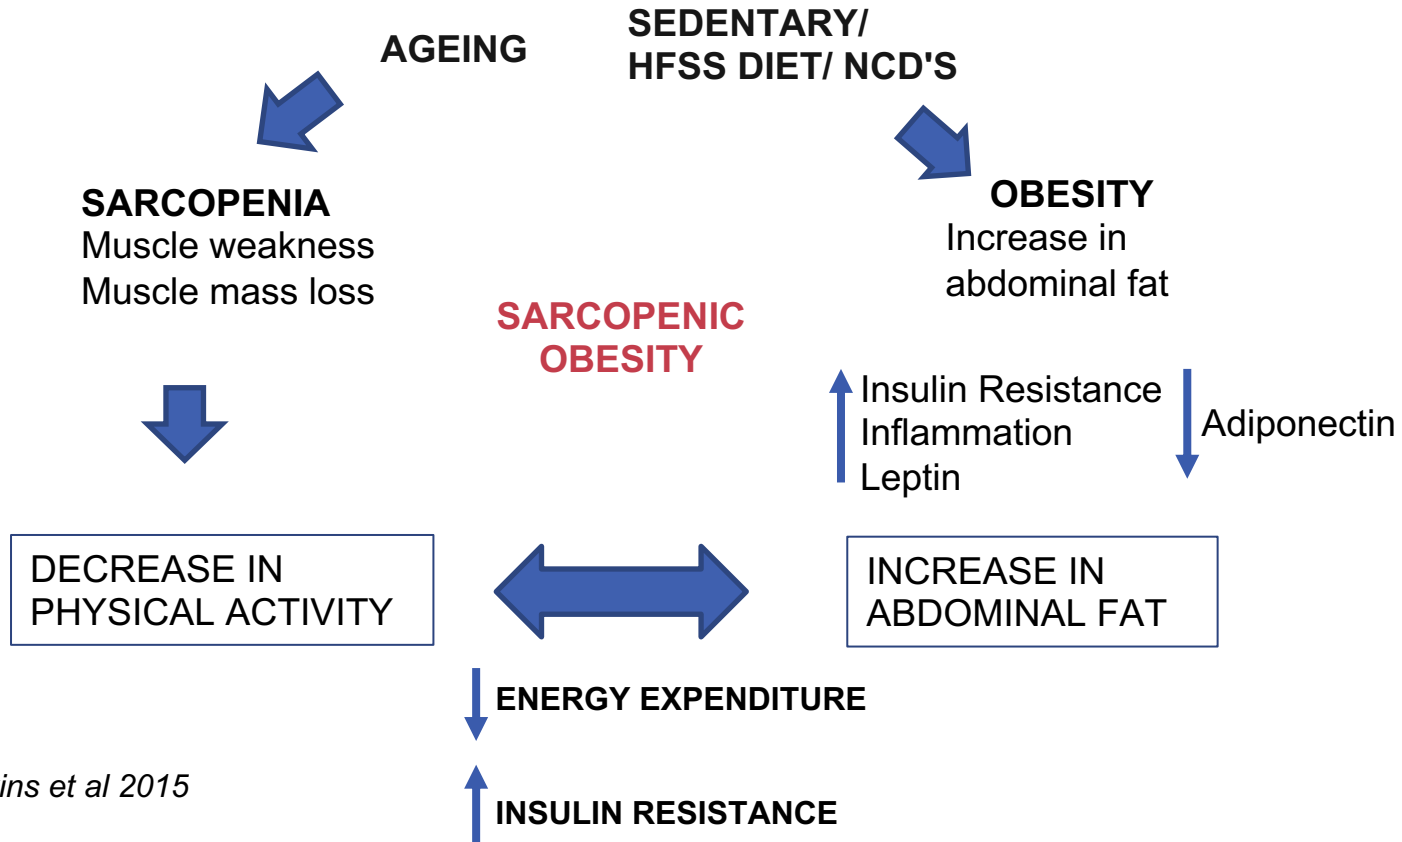 AGEING
SEDENTARY/
HFSS DIET/ NCD'S
SARCOPENIA
Muscle weakness
Muscle mass loss
OBESITY
Increase in
abdominal fat
SARCOPENIC
OBESITY
Insulin Resistance
Inflammation
Leptin
Adiponectin
DECREASE IN
PHYSICAL ACTIVITY
INCREASE IN
ABDOMINAL FAT
ENERGY EXPENDITURE
INSULIN RESISTANCE
et al 2015